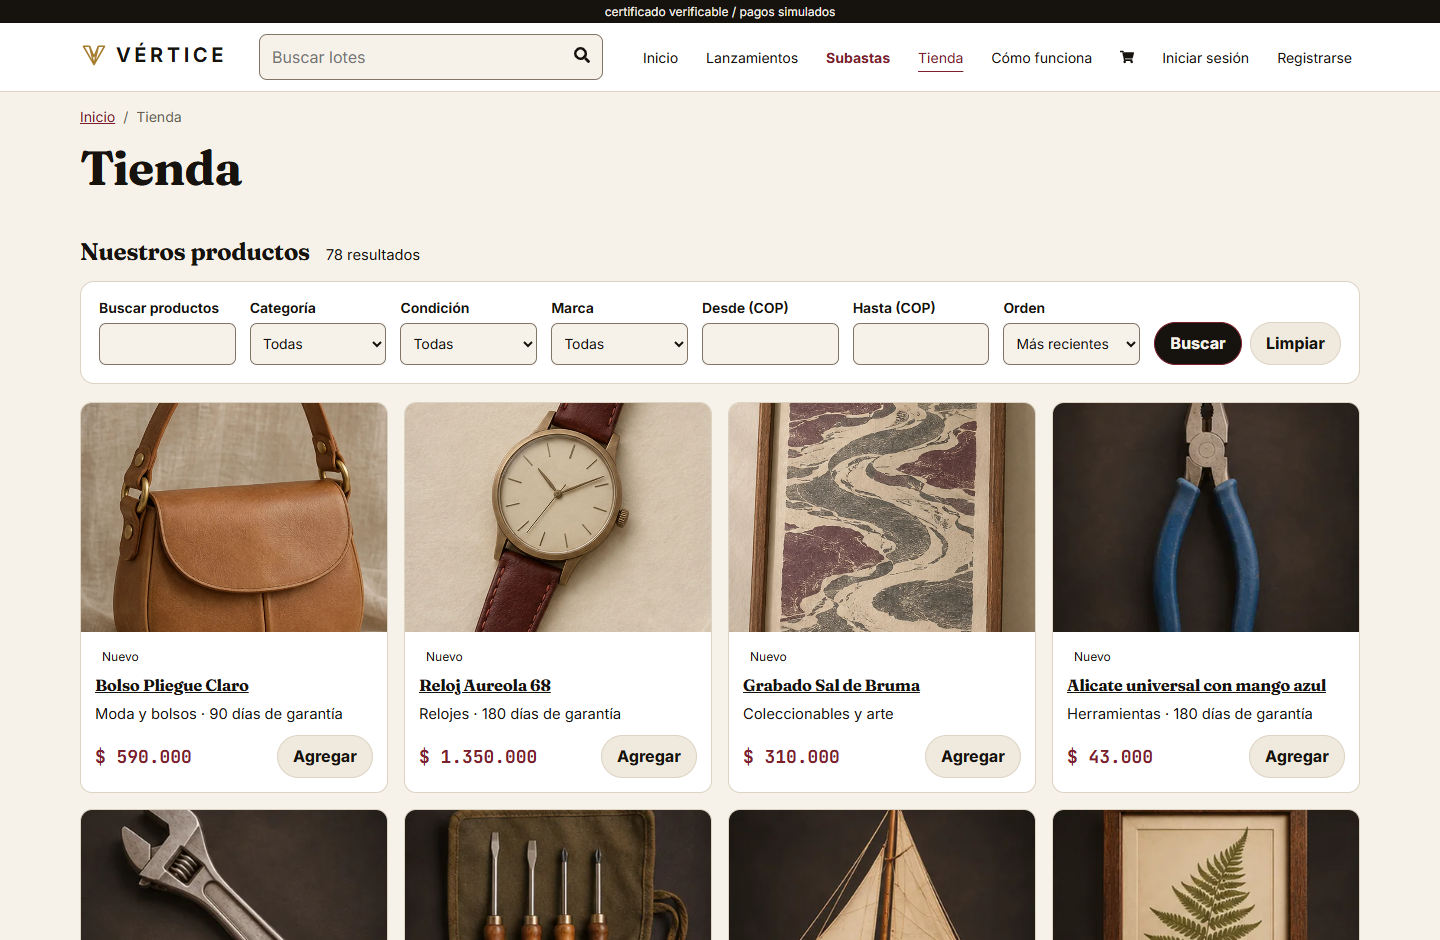 certificado verificable / pagos simulados
VÉRTICE
Buscar lotes
Inicio
Lanzamientos
Subastas
Tienda
Cómo funciona
Iniciar sesión
Registrarse
Inicio / Tienda
Tienda
Nuestros productos 78 resultados
Buscar productos
Categoría
Condición
Marca
Desde (COP)
Hasta (COP)
Orden
Todas
Todas
Todas
Más recientes
Buscar
Limpiar
Nuevo
Bolso Pliegue Claro
Moda y bolsos · 90 días de garantía
$ 590.000
Agregar
Nuevo
Reloj Aureola 68
Relojes · 180 días de garantía
$ 1.350.000
Agregar
Nuevo
Grabado Sal de Bruma
Coleccionables y arte
$ 310.000
Agregar
Nuevo
Alicate universal con mango azul
Herramientas · 180 días de garantía
$ 43.000
Agregar